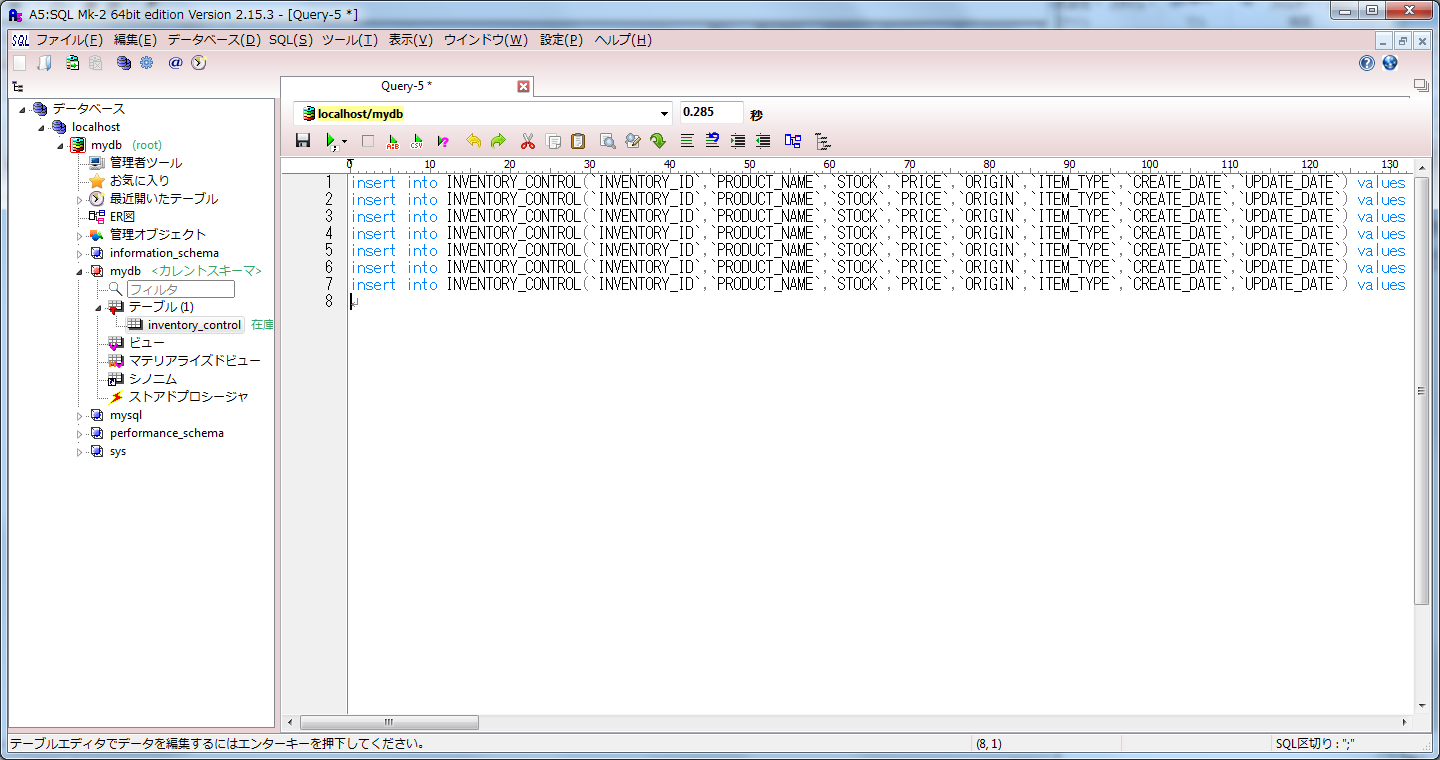 A5:SQL Mk-2 64bit edition Version 2.15.3 - [Query-5 *]
SQL ファイル(F) 編集(E) データベース(D) SQL(S) ツール(T) 表示(V) ウインドウ(W) 設定(P) ヘルプ(H)
Query-5 *
localhost/mydb 0.285 秒
データベース
localhost
mydb (root)
管理者ツール
お気に入り
最近開いたテーブル
ER図
管理オブジェクト
information_schema
mydb <カレントスキーマ>
フィルタ
テーブル (1)
inventory_control 在庫
ビュー
マテリアライズドビュー
シノニム
ストアドプロシージャ
mysql
performance_schema
sys
0 10 20 30 40 50 60 70 80 90 100 110 120 130
1 insert into INVENTORY_CONTROL(`INVENTORY_ID`,`PRODUCT_NAME`,`STOCK`,`PRICE`,`ORIGIN`,`ITEM_TYPE`,`CREATE_DATE`,`UPDATE_DATE`) values
2 insert into INVENTORY_CONTROL(`INVENTORY_ID`,`PRODUCT_NAME`,`STOCK`,`PRICE`,`ORIGIN`,`ITEM_TYPE`,`CREATE_DATE`,`UPDATE_DATE`) values
3 insert into INVENTORY_CONTROL(`INVENTORY_ID`,`PRODUCT_NAME`,`STOCK`,`PRICE`,`ORIGIN`,`ITEM_TYPE`,`CREATE_DATE`,`UPDATE_DATE`) values
4 insert into INVENTORY_CONTROL(`INVENTORY_ID`,`PRODUCT_NAME`,`STOCK`,`PRICE`,`ORIGIN`,`ITEM_TYPE`,`CREATE_DATE`,`UPDATE_DATE`) values
5 insert into INVENTORY_CONTROL(`INVENTORY_ID`,`PRODUCT_NAME`,`STOCK`,`PRICE`,`ORIGIN`,`ITEM_TYPE`,`CREATE_DATE`,`UPDATE_DATE`) values
6 insert into INVENTORY_CONTROL(`INVENTORY_ID`,`PRODUCT_NAME`,`STOCK`,`PRICE`,`ORIGIN`,`ITEM_TYPE`,`CREATE_DATE`,`UPDATE_DATE`) values
7 insert into INVENTORY_CONTROL(`INVENTORY_ID`,`PRODUCT_NAME`,`STOCK`,`PRICE`,`ORIGIN`,`ITEM_TYPE`,`CREATE_DATE`,`UPDATE_DATE`) values
8
テーブルエディタでデータを編集するにはエンターキーを押下してください。 (8, 1) SQL区切り : ";"